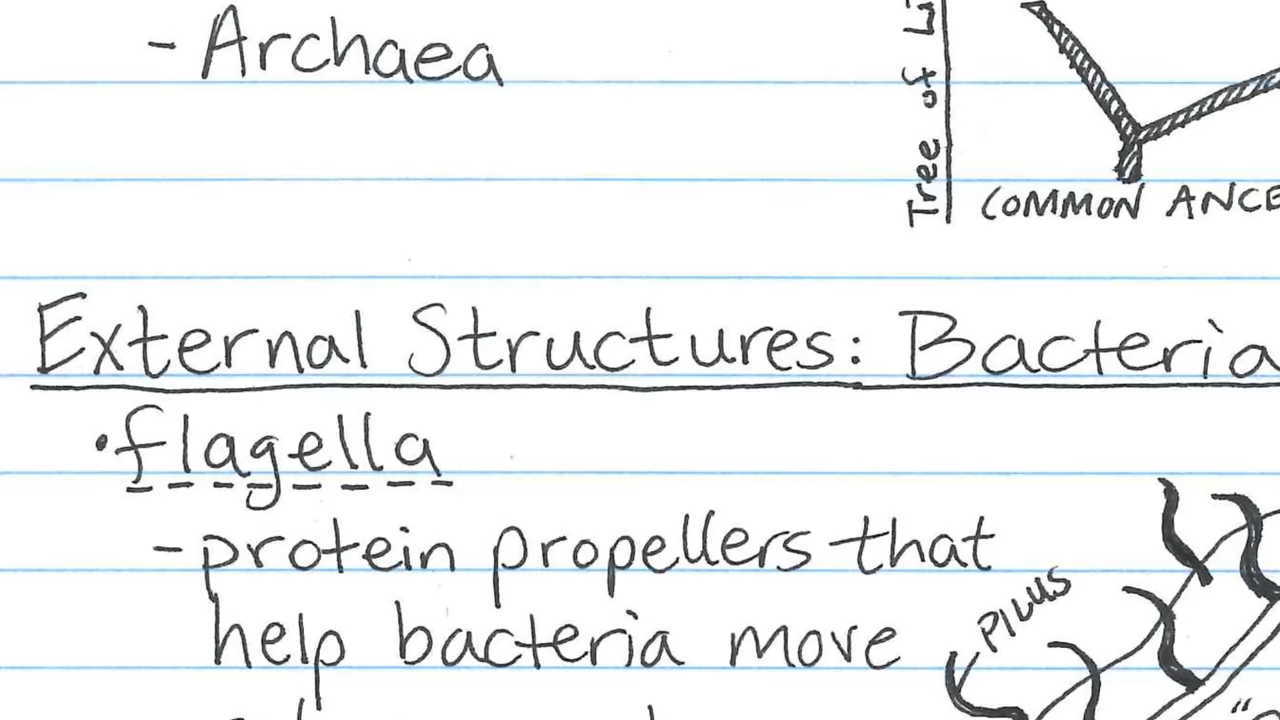 - Archaea
Tree of
COMMON ANCE
External Structures: Bacteria
• flagella
- protein propellers that
help bacteria move
PILUS